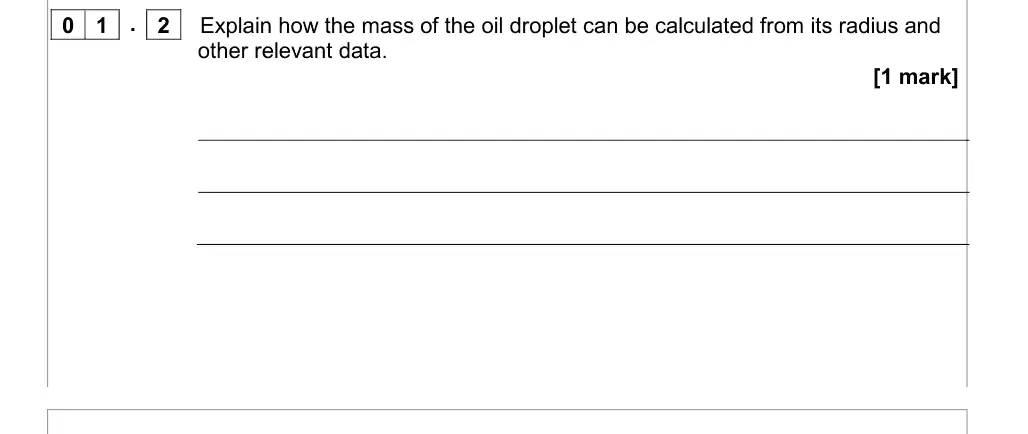 0 1 . 2 Explain how the mass of the oil droplet can be calculated from its radius and
other relevant data.
[1 mark]